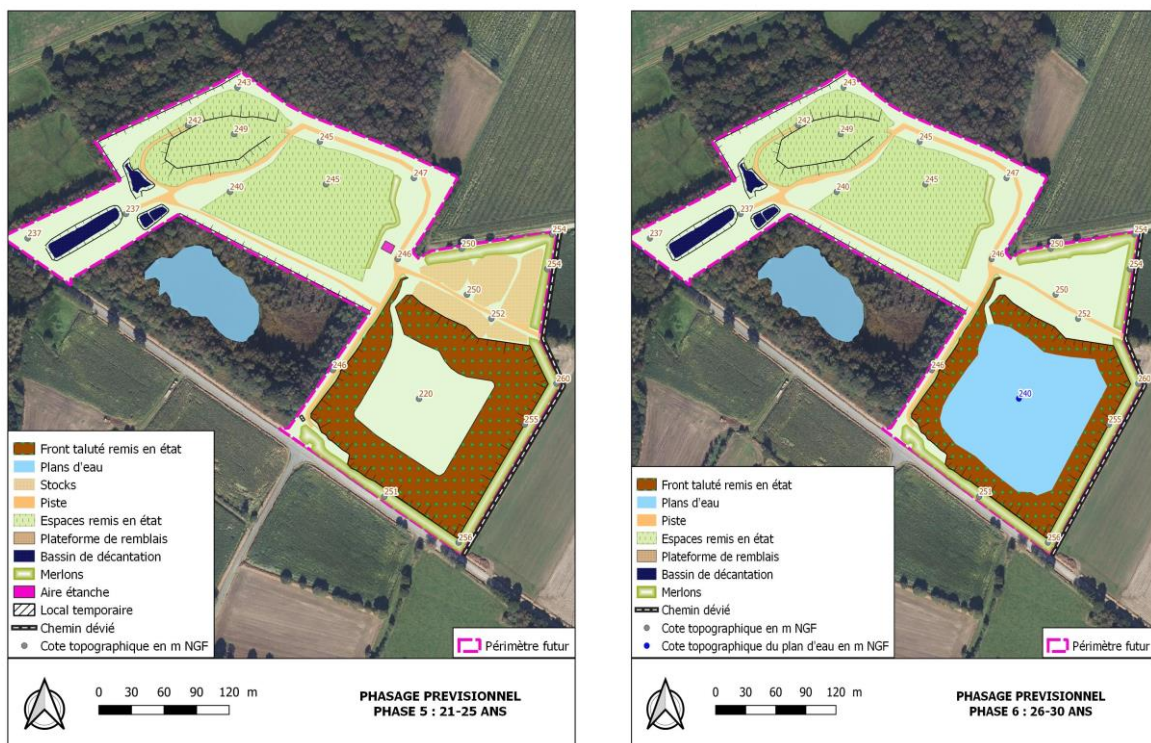 243
242
249
245
245
247
240
237
237
246
250
254
254
250
252
246
260
220
255
251
256
Front taluté remis en état
Plans d'eau
Stocks
Piste
Espaces remis en état
Plateforme de remblais
Bassin de décantation
Merlons
Aire étanche
Local temporaire
Chemin dévié
Cote topographique en m NGF
Périmètre futur
0 30 60 90 120 m
PHASAGE PREVISIONNEL
PHASE 5 : 21-25 ANS
243
242
249
245
245
247
240
237
237
246
250
254
254
250
252
246
260
240
255
251
256
Front taluté remis en état
Plans d'eau
Piste
Espaces remis en état
Plateforme de remblais
Bassin de décantation
Merlons
Chemin dévié
Cote topographique en m NGF
Cote topographique du plan d'eau en m NGF
Périmètre futur
0 30 60 90 120 m
PHASAGE PREVISIONNEL
PHASE 6 : 26-30 ANS